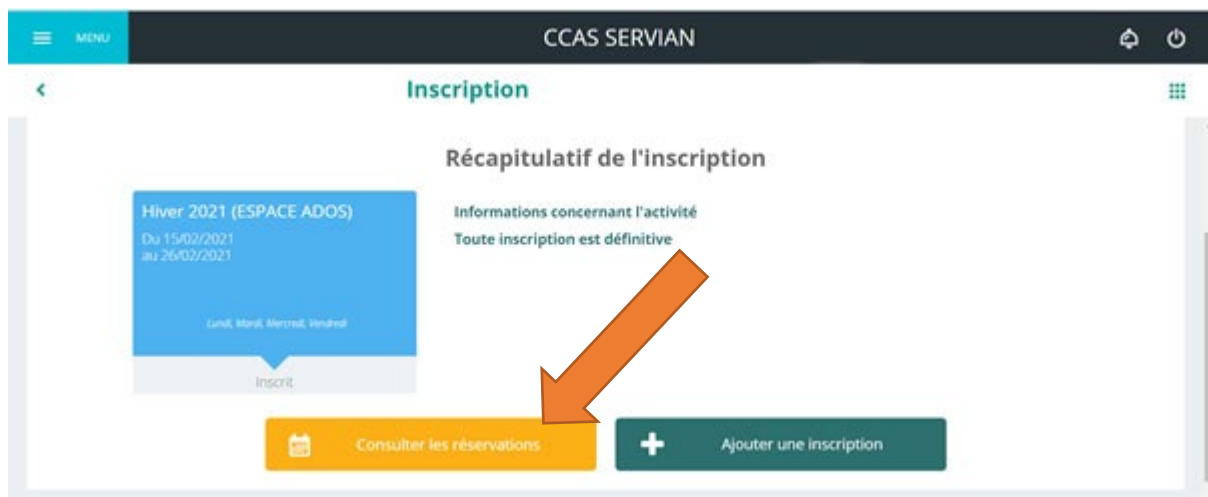 MENU
CCAS SERVIAN
Inscription
Récapitulatif de l'inscription
Hiver 2021 (ESPACE ADOS)
Du 15/02/2021
au 26/02/2021
Lundi, Mardi, Mercredi, Vendredi
Inscrit
Informations concernant l'activité
Toute inscription est définitive
Consulter les réservations
Ajouter une inscription